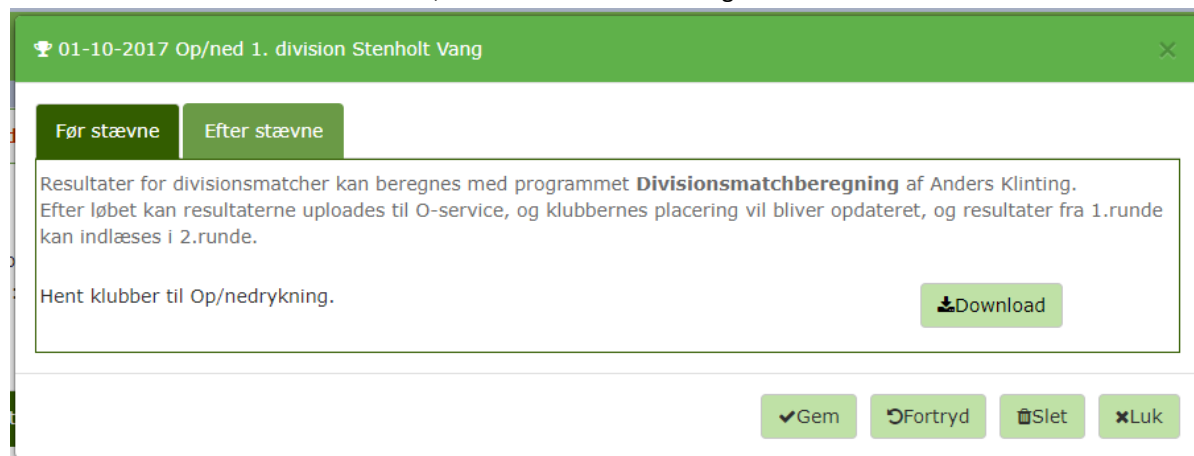 01-10-2017 Op/ned 1. division Stenholt Vang
Før stævne
Efter stævne
Resultater for divisionsmatcher kan beregnes med programmet Divisionsmatchberegning af Anders Klinting.
Efter løbet kan resultaterne uploades til O-service, og klubbernes placering vil bliver opdateret, og resultater fra 1.runde
kan indlæses i 2.runde.
Hent klubber til Op/nedrykning.
Download
Gem
Fortryd
Slet
Luk